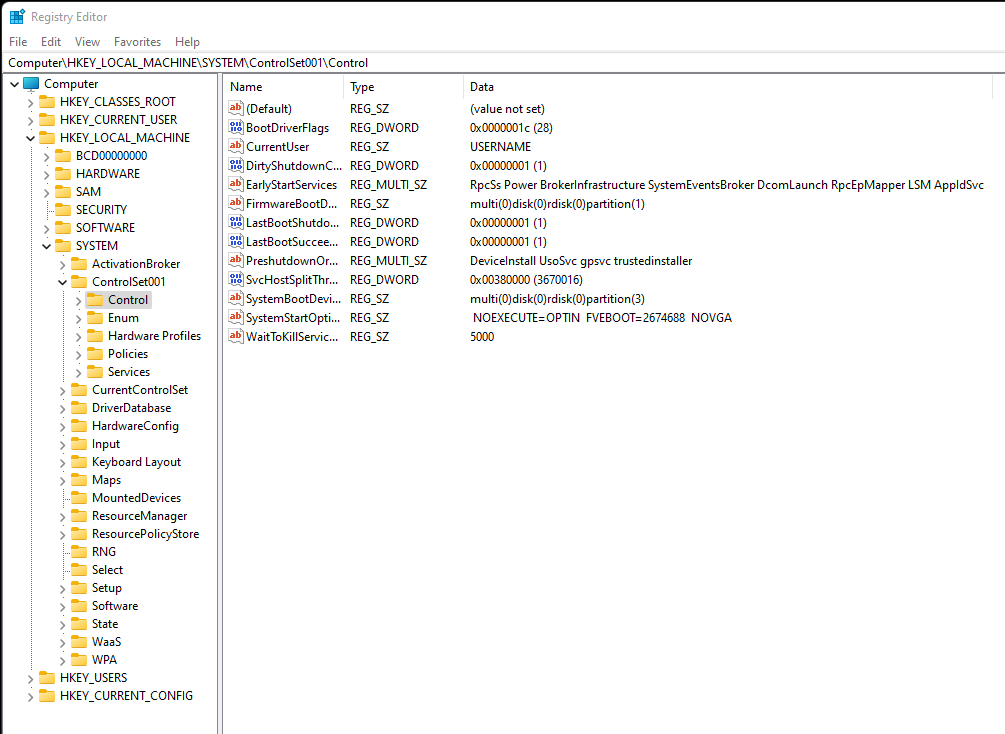 Registry Editor
File Edit View Favorites Help
Computer\HKEY_LOCAL_MACHINE\SYSTEM\ControlSet001\Control
Computer
HKEY_CLASSES_ROOT
HKEY_CURRENT_USER
HKEY_LOCAL_MACHINE
BCD00000000
HARDWARE
SAM
SECURITY
SOFTWARE
SYSTEM
ActivationBroker
ControlSet001
Control
Enum
Hardware Profiles
Policies
Services
CurrentControlSet
DriverDatabase
HardwareConfig
Input
Keyboard Layout
Maps
MountedDevices
ResourceManager
ResourcePolicyStore
RNG
Select
Setup
Software
State
WaaS
WPA
HKEY_USERS
HKEY_CURRENT_CONFIG
Name Type Data
(Default) REG_SZ (value not set)
BootDriverFlags REG_DWORD 0x0000001c (28)
CurrentUser REG_SZ USERNAME
DirtyShutdownC... REG_DWORD 0x00000001 (1)
EarlyStartServices REG_MULTI_SZ RpcSs Power BrokerInfrastructure SystemEventsBroker DcomLaunch RpcEpMapper LSM AppIdSvc
FirmwareBootD... REG_SZ multi(0)disk(0)rdisk(0)partition(1)
LastBootShutdo... REG_DWORD 0x00000001 (1)
LastBootSuccee... REG_DWORD 0x00000001 (1)
PreshutdownOr... REG_MULTI_SZ DeviceInstall UsoSvc gpsvc trustedinstaller
SvcHostSplitThr... REG_DWORD 0x00380000 (3670016)
SystemBootDevi... REG_SZ multi(0)disk(0)rdisk(0)partition(3)
SystemStartOpti... REG_SZ NOEXECUTE=OPTIN FVEBOOT=2674688 NOVGA
WaitToKillServic... REG_SZ 5000